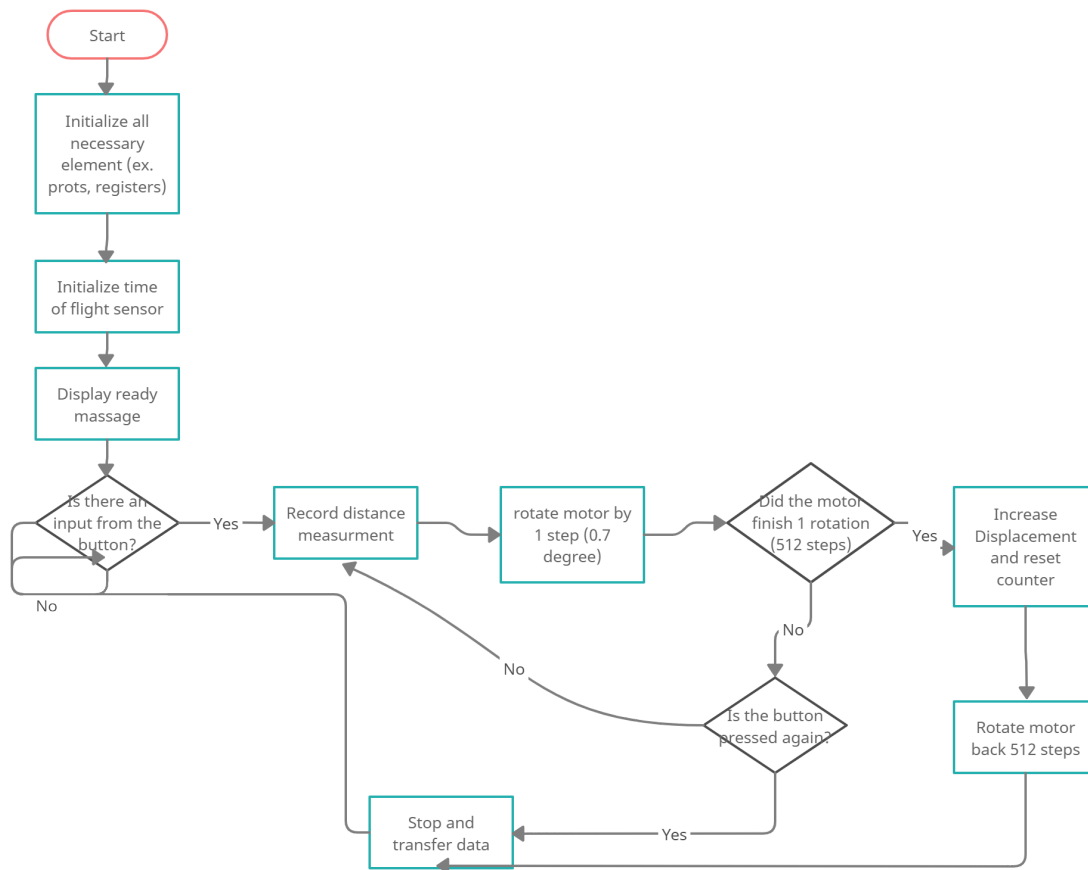 Start
Initialize all
necessary
element (ex.
prots, registers)
Initialize time
of flight sensor
Display ready
massage
Is there an
input from the
button?
Yes
No
Record distance
measurment
rotate motor by
1 step (0.7
degree)
Did the motor
finish 1 rotation
(512 steps)
Yes
Increase
Displacement
and reset
counter
No
Is the button
pressed again?
No
Rotate motor
back 512 steps
Yes
Stop and
transfer data